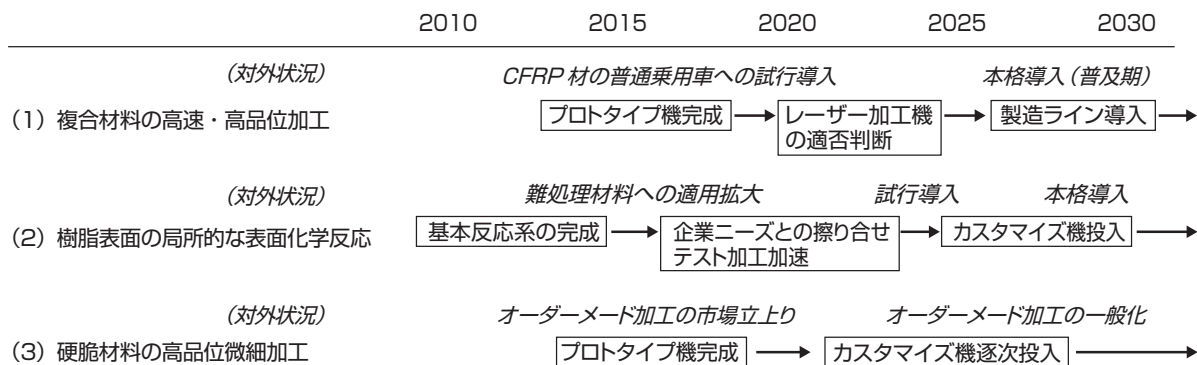 2010 2015 2020 2025 2030
(対外状況) CFRP 材の普通乗用車への試行導入 本格導入(普及期)
(1) 複合材料の高速・高品位加工 プロトタイプ機完成 レーザー加工機 製造ライン導入
の適否判断
(対外状況) 難処理材料への適用拡大 試行導入 本格導入
(2) 樹脂表面の局所的な表面化学反応 基本反応系の完成 企業ニーズとの擦り合せ カスタマイズ機投入
テスト加工加速
(対外状況) オーダーメード加工の市場立上り オーダーメード加工の一般化
(3) 硬脆材料の高品位微細加工 プロトタイプ機完成 カスタマイズ機逐次投入